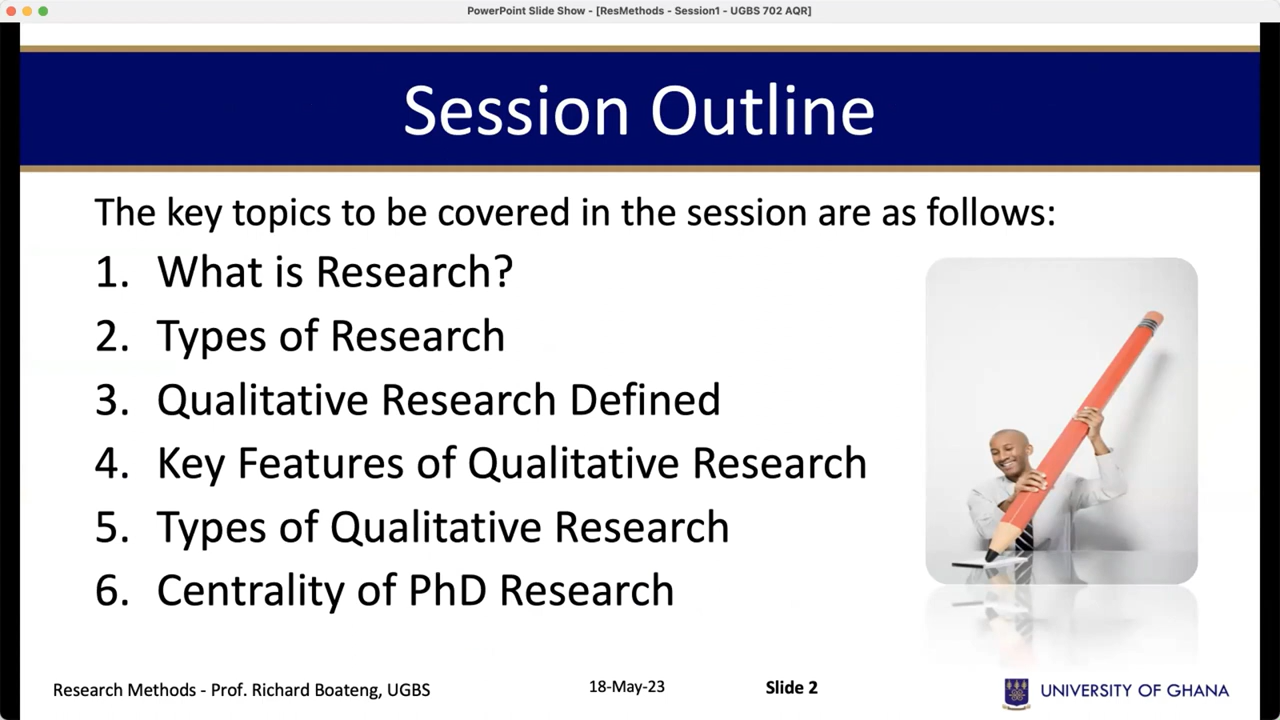 PowerPoint Slide Show - [ResMethods - Session1 - UGBS 702 AQR]
Session Outline
The key topics to be covered in the session are as follows:
1. What is Research?
2. Types of Research
3. Qualitative Research Defined
4. Key Features of Qualitative Research
5. Types of Qualitative Research
6. Centrality of PhD Research
Research Methods - Prof. Richard Boateng, UGBS
18-May-23
Slide 2
UNIVERSITY OF GHANA